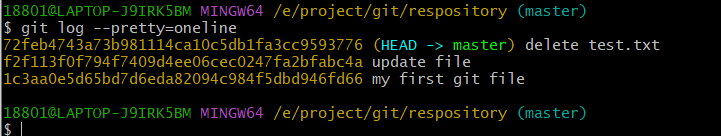 18801@LAPTOP-J9IRK5BM MINGW64 /e/project/git/respository (master)
$ git log --pretty=oneline
72feb4743a73b981114ca10c5db1fa3cc9593776 (HEAD -> master) delete test.txt
f2f113f0f794f7409d4ee06cec0247fa2bfabc4a update file
1c3aa0e5d65bd7d6eda82094c984f5dbd946fd66 my first git file
18801@LAPTOP-J9IRK5BM MINGW64 /e/project/git/respository (master)
$